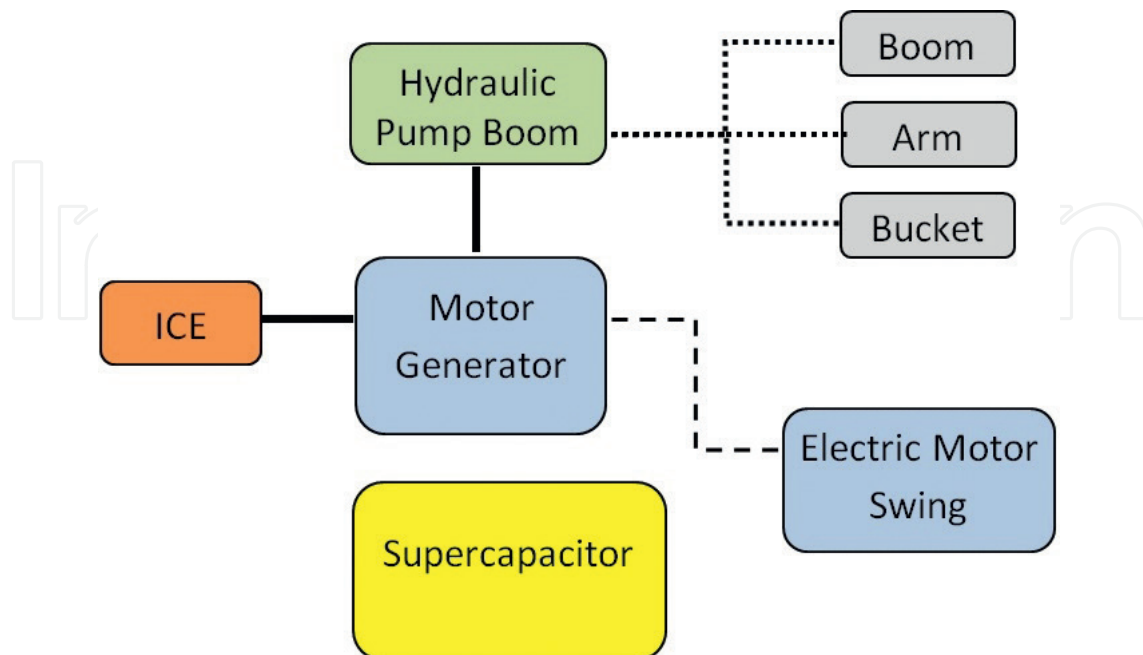 Hydraulic
Pump Boom
Boom
Arm
Bucket
ICE
Motor
Generator
Electric Motor
Swing
Supercapacitor